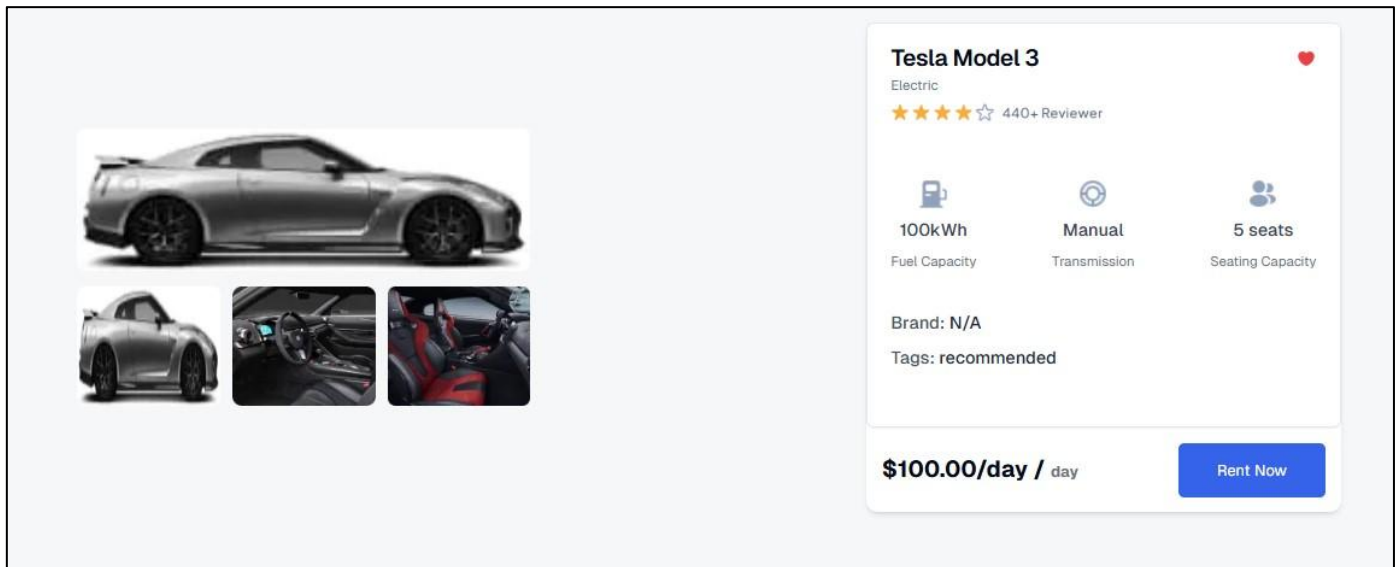 Tesla Model 3
Electric
440+ Reviewer
100kWh Manual 5 seats
Fuel Capacity Transmission Seating Capacity
Brand: N/A
Tags: recommended
$100.00/day / day Rent Now